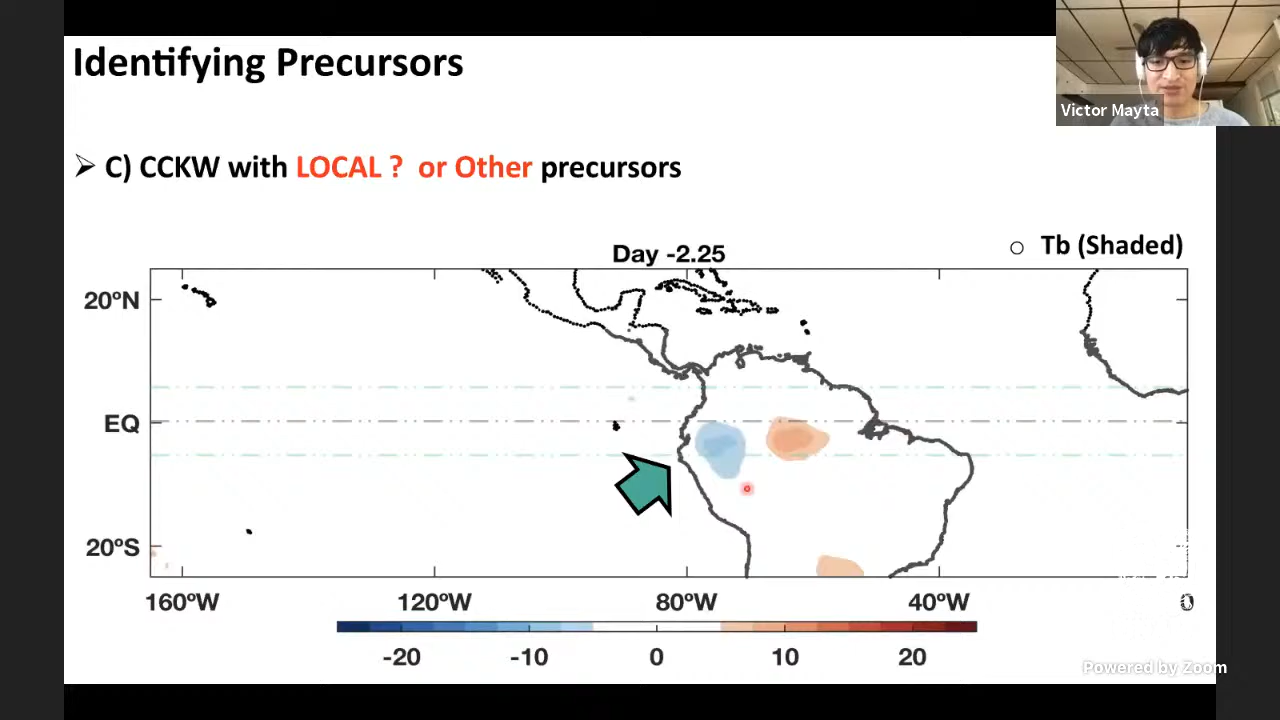 Identifying Precursors
Victor Mayta
➢ C) CCKW with LOCAL ? or Other precursors
Day -2.25
○ Tb (Shaded)
20°N
EQ
20°S
160°W 120°W 80°W 40°W 0
-20 -10 0 10 20
Powered by Zoom